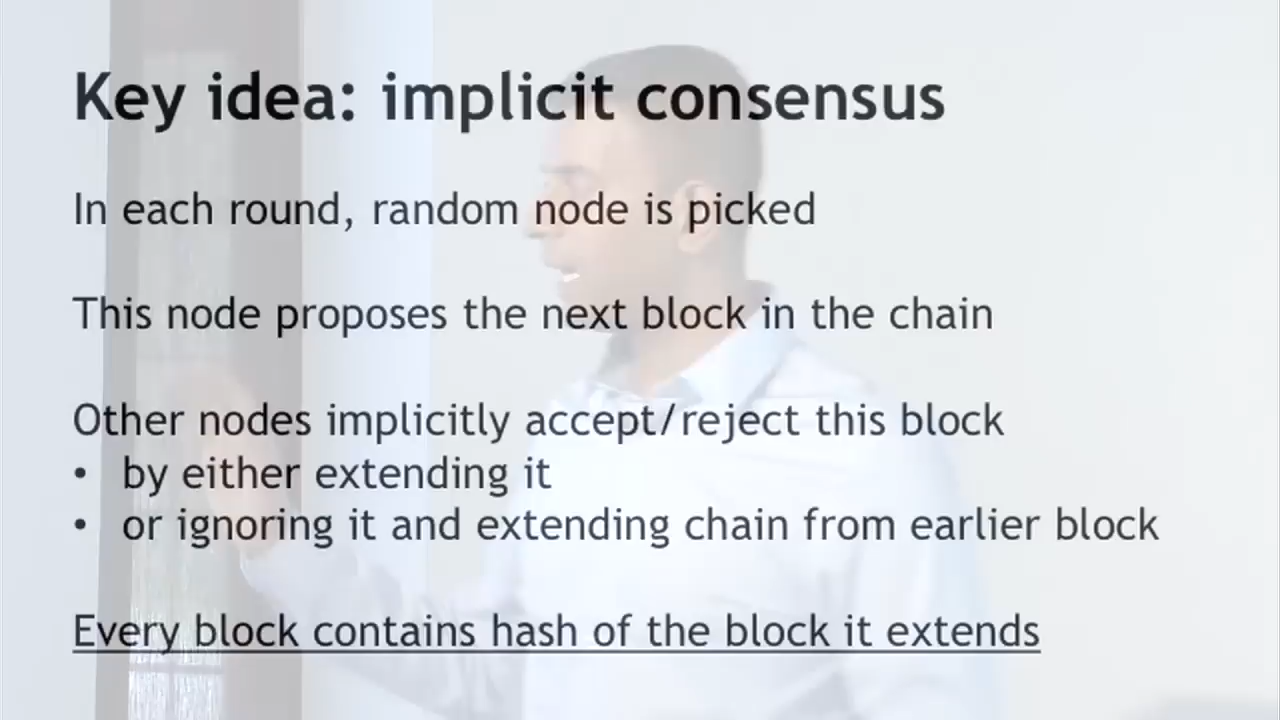 Key idea: implicit consensus
In each round, random node is picked
This node proposes the next block in the chain
Other nodes implicitly accept/reject this block
• by either extending it
• or ignoring it and extending chain from earlier block
Every block contains hash of the block it extends